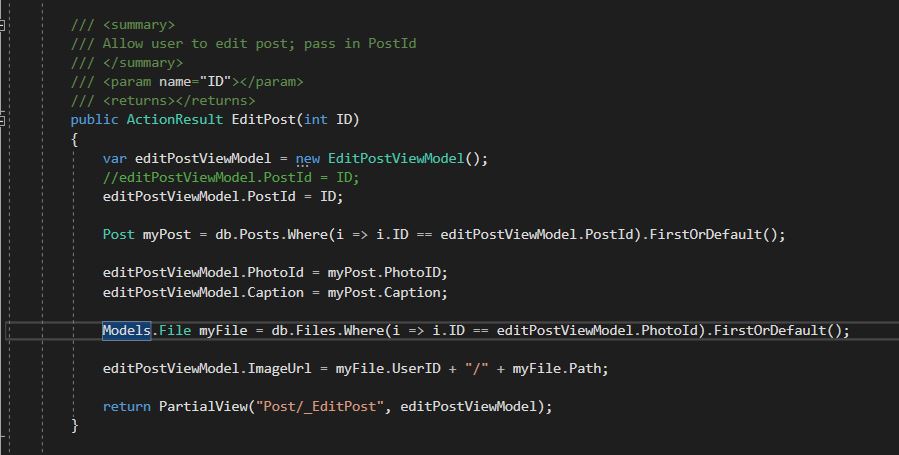 /// <summary>
/// Allow user to edit post; pass in PostId
/// </summary>
/// <param name="ID"></param>
/// <returns></returns>
public ActionResult EditPost(int ID)
{
var editPostViewModel = new EditPostViewModel();
//editPostViewModel.PostId = ID;
editPostViewModel.PostId = ID;
Post myPost = db.Posts.Where(i => i.ID == editPostViewModel.PostId).FirstOrDefault();
editPostViewModel.PhotoId = myPost.PhotoID;
editPostViewModel.Caption = myPost.Caption;
Models.File myFile = db.Files.Where(i => i.ID == editPostViewModel.PhotoId).FirstOrDefault();
editPostViewModel.ImageUrl = myFile.UserID + "/" + myFile.Path;
return PartialView("Post/_EditPost", editPostViewModel);
}